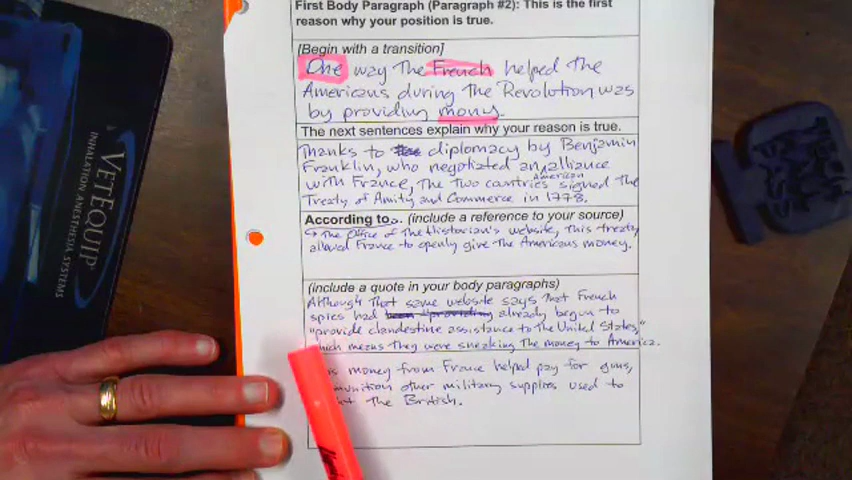 First Body Paragraph (Paragraph #2): This is the first
reason why your position is true.
[Begin with a transition]
One way the French helped the
Americans during the Revolution was
by providing mony.
The next sentences explain why your reason is true.
Thanks to diplomacy by Benjamin
Franklin, who negotiated an alliance
with France, the two countries signed the
American
Treaty of Amity and Commerce in 1778.
According to... (include a reference to your source)
The Office of the Historian's website, this treaty
allowed France to openly give the Americans money.
(include a quote in your body paragraphs)
Although that same website says that French
spies had been "providing already begun to
"provide clandestine assistance to the United States,"
which means they were sneaking the money to America.
money from France helped pay for guns,
other military supplies used to
the British.
VETEQUIP
INHALATION ANESTHESIA SYSTEMS